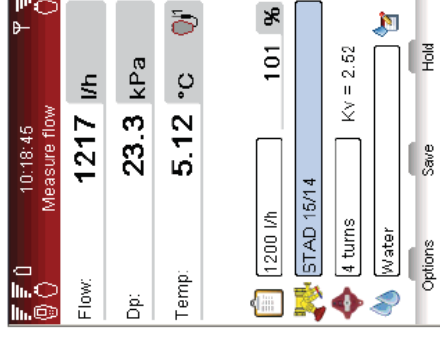 10:18:45
Measure flow
Flow: 1217 l/h
Dp: 23.3 kPa
Temp: 5.12 °C
1200 l/h 101 %
STAD 15/14
4 turns Kv = 2.52
Water
Options Save Hold